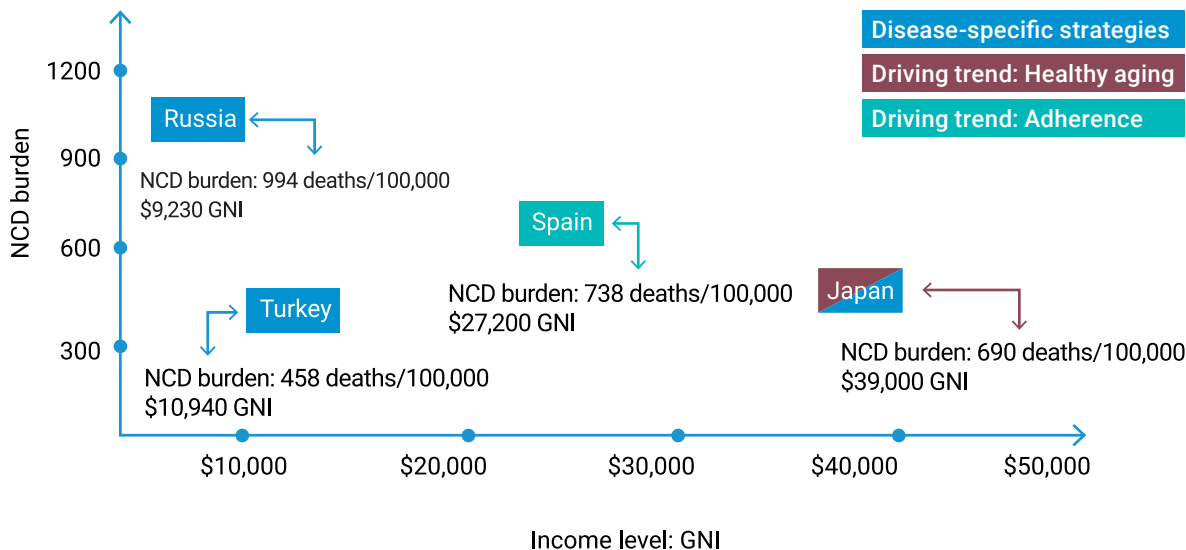 Disease-specific strategies
Driving trend: Healthy aging
Driving trend: Adherence
NCD burden
1200
900
600
300
Russia
NCD burden: 994 deaths/100,000
$9,230 GNI
Spain
NCD burden: 738 deaths/100,000
$27,200 GNI
Japan
NCD burden: 690 deaths/100,000
$39,000 GNI
Turkey
NCD burden: 458 deaths/100,000
$10,940 GNI
$10,000
$20,000
$30,000
$40,000
$50,000
Income level: GNI